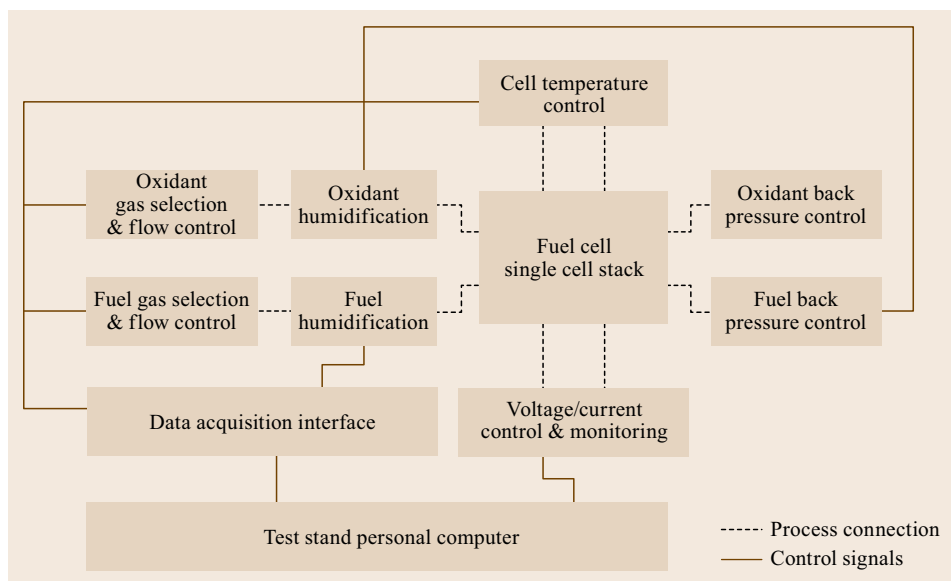 Cell temperature
control
Oxidant
gas selection
& flow control
Oxidant
humidification
Oxidant back
pressure control
Fuel cell
single cell stack
Fuel gas selection
& flow control
Fuel
humidification
Fuel back
pressure control
Data acquisition interface
Voltage/current
control & monitoring
Test stand personal computer
Process connection
Control signals